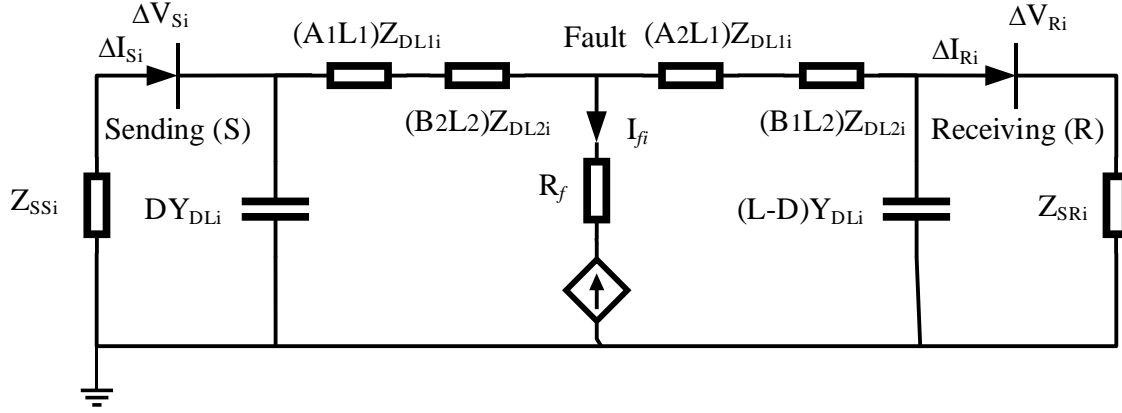 ΔV_Si
ΔI_Si
(A1L1)Z_DL1i
Fault
(A2L1)Z_DL1i
ΔV_Ri
ΔI_Ri
Sending (S)
(B2L2)Z_DL2i
I_fi
(B1L2)Z_DL2i
Receiving (R)
Z_SSi
DY_DLi
R_f
(L-D)Y_DLi
Z_SRi